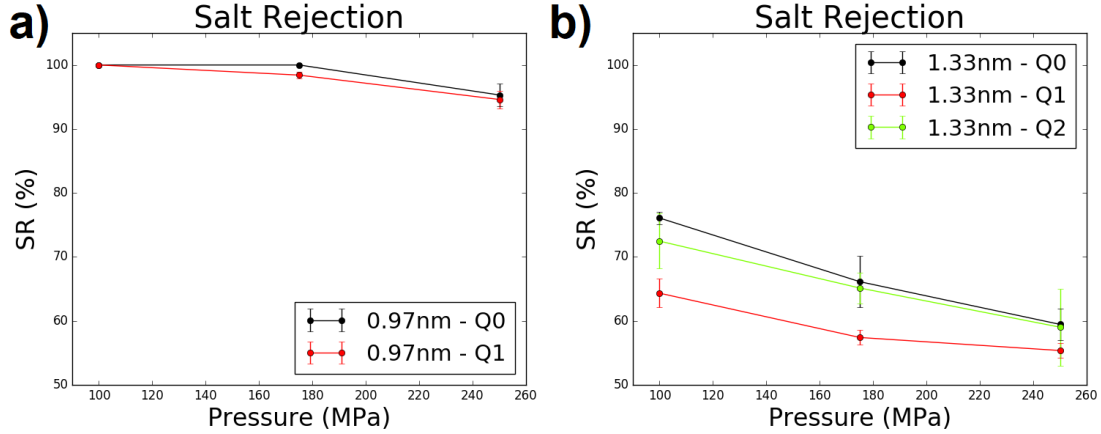 a)
Salt Rejection
100
90
80
70
60
50
SR (%)
0.97nm - Q0
0.97nm - Q1
100 120 140 160 180 200 220 240 260
Pressure (MPa)
b)
Salt Rejection
1.33nm - Q0
1.33nm - Q1
1.33nm - Q2
100
90
80
70
60
50
SR (%)
100 120 140 160 180 200 220 240 260
Pressure (MPa)